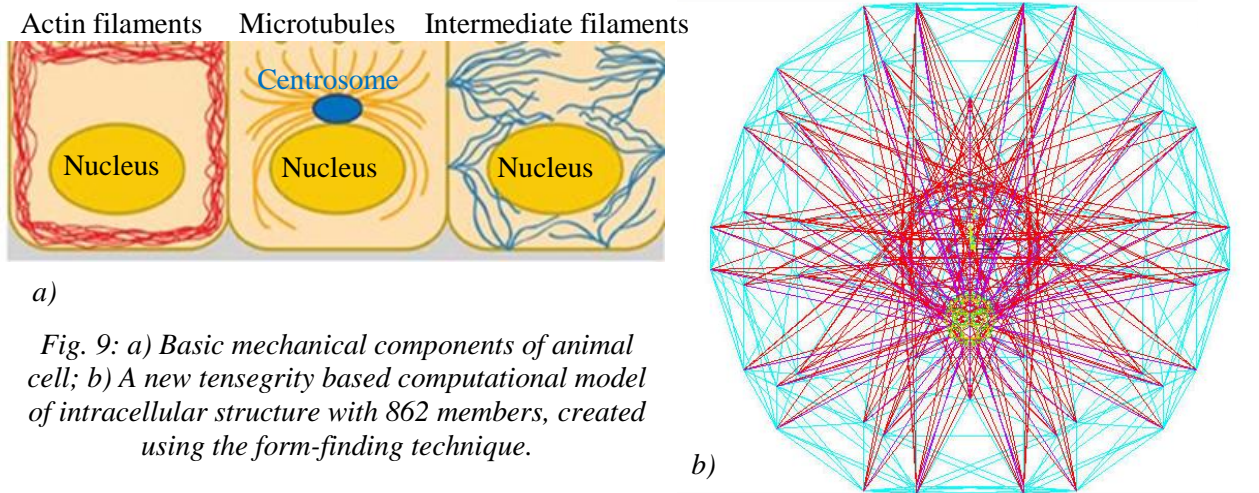 Actin filaments Microtubules Intermediate filaments
Centrosome
Nucleus Nucleus Nucleus
a)
Fig. 9: a) Basic mechanical components of animal
cell; b) A new tensegrity based computational model
of intracellular structure with 862 members, created
using the form-finding technique.
b)